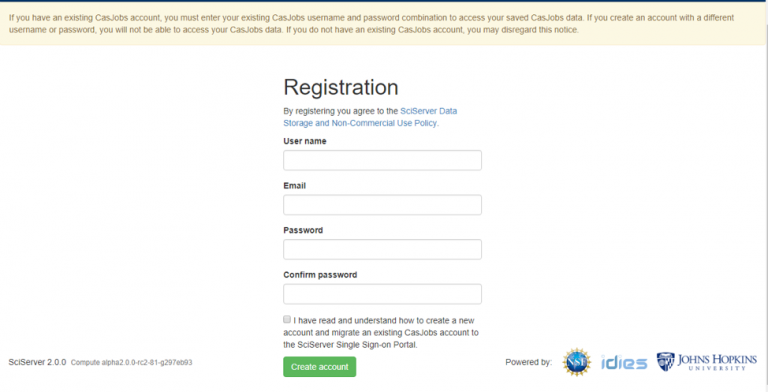 If you have an existing CasJobs account, you must enter your existing CasJobs username and password combination to access your saved CasJobs data. If you create an account with a different
username or password, you will not be able to access your CasJobs data. If you do not have an existing CasJobs account, you may disregard this notice.
Registration
By registering you agree to the SciServer Data
Storage and Non-Commercial Use Policy.
User name
Email
Password
Confirm password
I have read and understand how to create a new
account and migrate an existing CasJobs account to
the SciServer Single Sign-on Portal.
Create account
SciServer 2.0.0 Compute alpha2.0.0-rc2-81-g297eb93
Powered by:
NSF
idies
JOHNS HOPKINS
UNIVERSITY